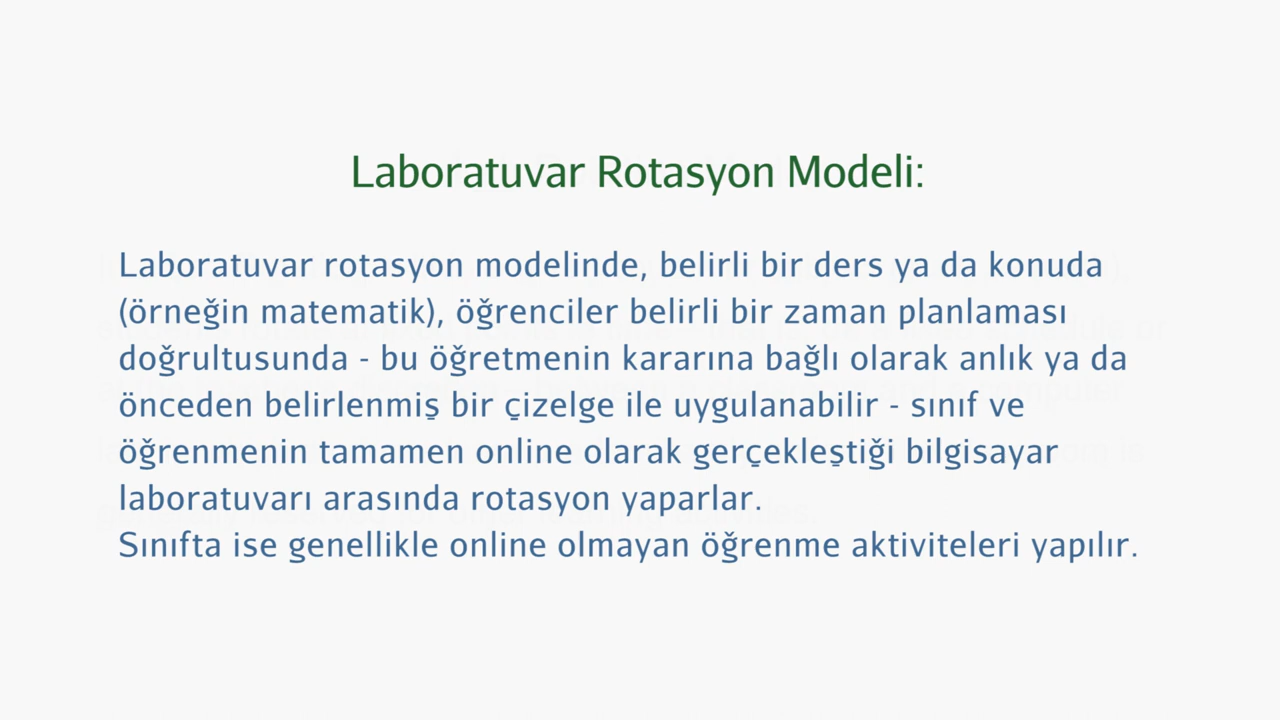 Laboratuvar Rotasyon Modeli:
Laboratuvar rotasyon modelinde, belirli bir ders ya da konuda
(örneğin matematik), öğrenciler belirli bir zaman planlaması
doğrultusunda - bu öğretmenin kararına bağlı olarak anlık ya da
önceden belirlenmiş bir çizelge ile uygulanabilir - sınıf ve
öğrenmenin tamamen online olarak gerçekleştiği bilgisayar
laboratuvarı arasında rotasyon yaparlar.
Sınıfta ise genellikle online olmayan öğrenme aktiviteleri yapılır.